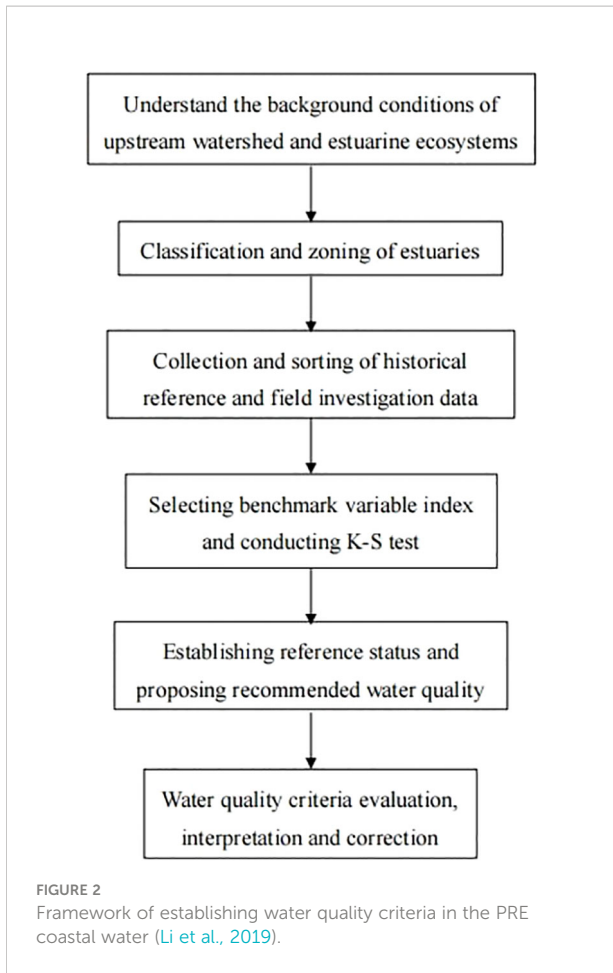 Understand the background conditions of
upstream watershed and estuarine ecosystems
Classification and zoning of estuaries
Collection and sorting of historical
reference and field investigation data
Selecting benchmark variable index
and conducting K-S test
Establishing reference status and
proposing recommended water quality
Water quality criteria evaluation,
interpretation and correction
FIGURE 2
Framework of establishing water quality criteria in the PRE
coastal water (Li et al., 2019).